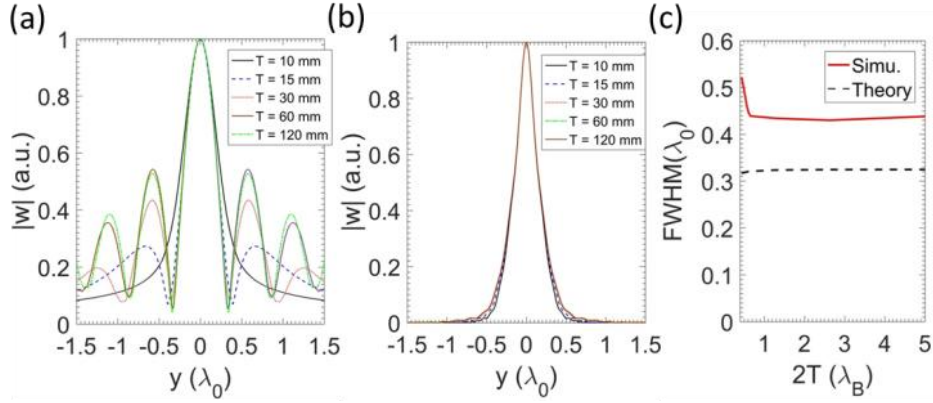 (a)
1
0.8
0.6
0.4
0.2
0
|w| (a.u.)
T = 10 mm
T = 15 mm
T = 30 mm
T = 60 mm
T = 120 mm
-1.5 -1 -0.5 0 0.5 1 1.5
y (λ₀)
(b)
1
0.8
0.6
0.4
0.2
0
|w| (a.u.)
T = 10 mm
T = 15 mm
T = 30 mm
T = 60 mm
T = 120 mm
-1.5 -1 -0.5 0 0.5 1 1.5
y (λ₀)
(c)
0.6
0.5
0.4
0.3
0.2
0.1
0
FWHM(λ₀)
Simu.
Theory
1 2 3 4 5
2T (λ_B)